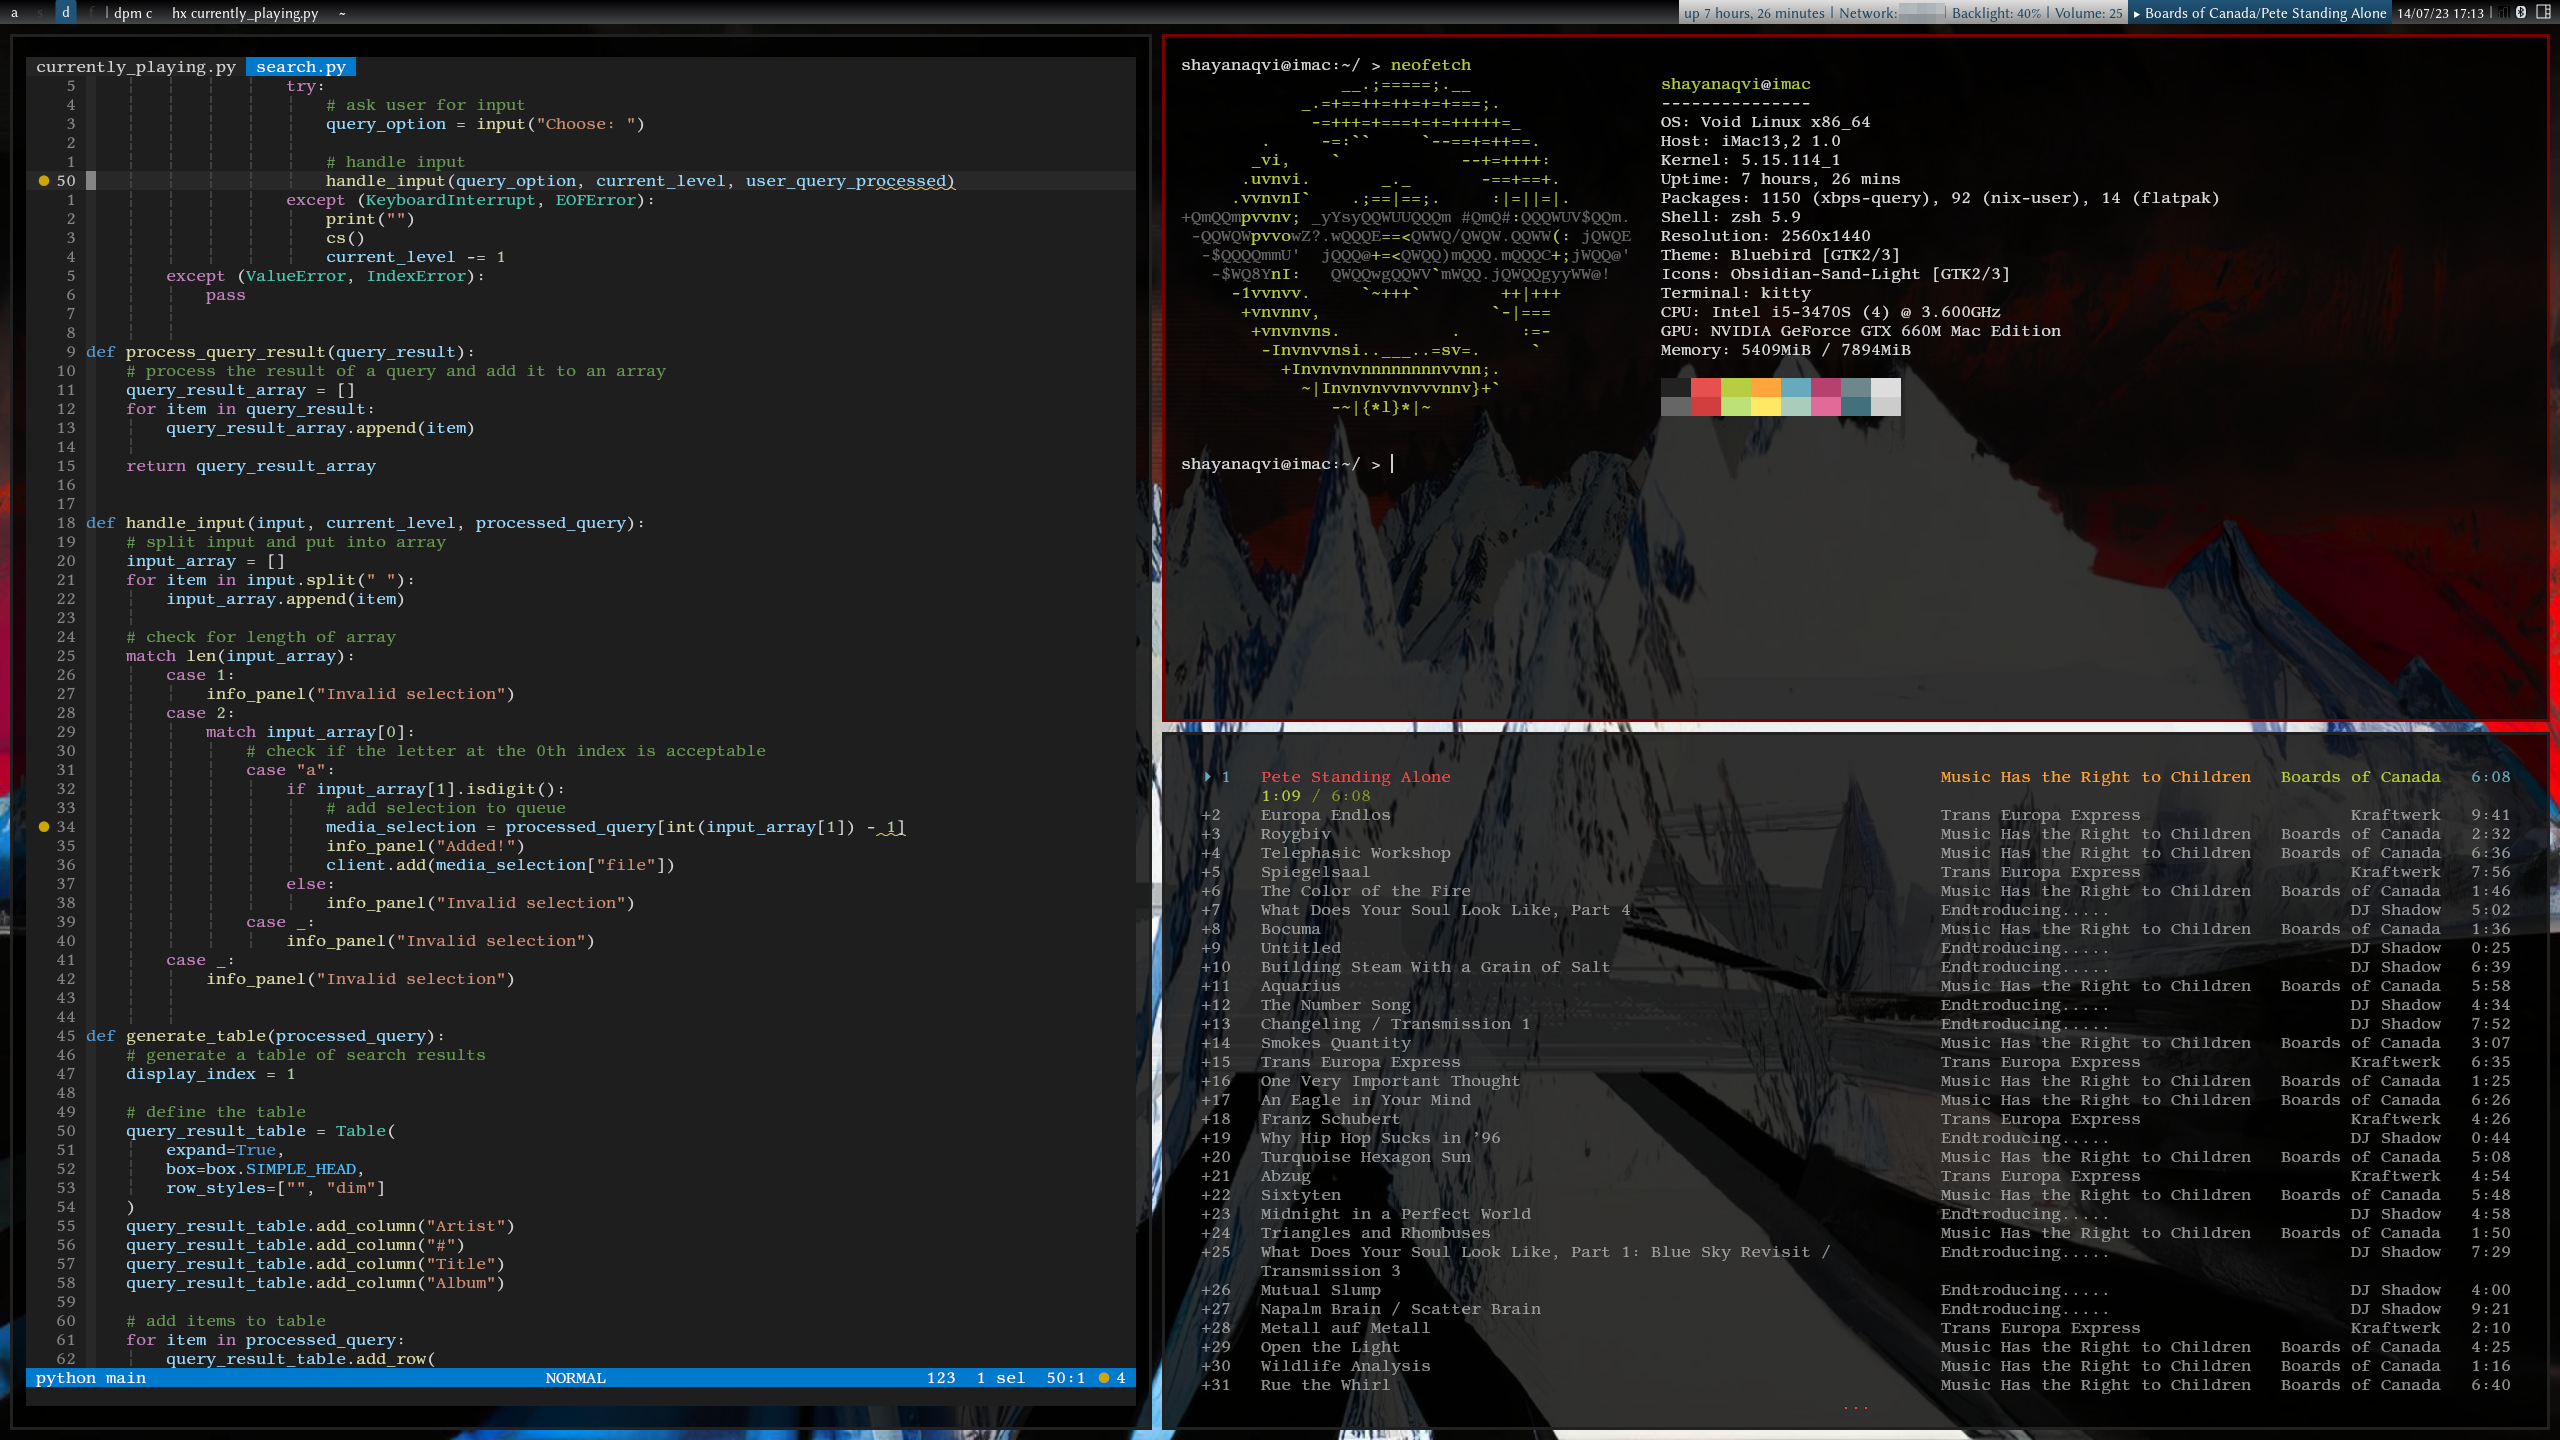 a s d f | dpm c hx currently_playing.py ~
up 7 hours, 26 minutes | Network: | Backlight: 40% | Volume: 25 ▸ Boards of Canada/Pete Standing Alone 14/07/23 17:13 |
currently_playing.py search.py
5 try:
4 # ask user for input
3 query_option = input("Choose: ")
2
1 # handle input
50 handle_input(query_option, current_level, user_query_processed)
1 except (KeyboardInterrupt, EOFError):
2 print("")
3 cs()
4 current_level -= 1
5 except (ValueError, IndexError):
6 pass
7
8
9 def process_query_result(query_result):
10 # process the result of a query and add it to an array
11 query_result_array = []
12 for item in query_result:
13 query_result_array.append(item)
14
15 return query_result_array
16
17
18 def handle_input(input, current_level, processed_query):
19 # split input and put into array
20 input_array = []
21 for item in input.split(" "):
22 input_array.append(item)
23
24 # check for length of array
25 match len(input_array):
26 case 1:
27 info_panel("Invalid selection")
28 case 2:
29 match input_array[0]:
30 # check if the letter at the 0th index is acceptable
31 case "a":
32 if input_array[1].isdigit():
33 # add selection to queue
34 media_selection = processed_query[int(input_array[1]) - 1]
35 info_panel("Added!")
36 client.add(media_selection["file"])
37 else:
38 info_panel("Invalid selection")
39 case _:
40 info_panel("Invalid selection")
41 case _:
42 info_panel("Invalid selection")
43
44
45 def generate_table(processed_query):
46 # generate a table of search results
47 display_index = 1
48
49 # define the table
50 query_result_table = Table(
51 expand=True,
52 box=box.SIMPLE_HEAD,
53 row_styles=["", "dim"]
54 )
55 query_result_table.add_column("Artist")
56 query_result_table.add_column("#")
57 query_result_table.add_column("Title")
58 query_result_table.add_column("Album")
59
60 # add items to table
61 for item in processed_query:
62 query_result_table.add_row(
python main NORMAL 123 1 sel 50:1 ● 4
shayanaqvi@imac:~/ > neofetch
shayanaqvi@imac
---------------
OS: Void Linux x86_64
Host: iMac13,2 1.0
Kernel: 5.15.114_1
Uptime: 7 hours, 26 mins
Packages: 1150 (xbps-query), 92 (nix-user), 14 (flatpak)
Shell: zsh 5.9
Resolution: 2560x1440
Theme: Bluebird [GTK2/3]
Icons: Obsidian-Sand-Light [GTK2/3]
Terminal: kitty
CPU: Intel i5-3470S (4) @ 3.600GHz
GPU: NVIDIA GeForce GTX 660M Mac Edition
Memory: 5409MiB / 7894MiB
shayanaqvi@imac:~/ >
▸ 1 Pete Standing Alone Music Has the Right to Children Boards of Canada 6:08
1:09 / 6:08
+2 Europa Endlos Trans Europa Express Kraftwerk 9:41
+3 Roygbiv Music Has the Right to Children Boards of Canada 2:32
+4 Telephasic Workshop Music Has the Right to Children Boards of Canada 6:36
+5 Spiegelsaal Trans Europa Express Kraftwerk 7:56
+6 The Color of the Fire Music Has the Right to Children Boards of Canada 1:46
+7 What Does Your Soul Look Like, Part 4 Endtroducing..... DJ Shadow 5:02
+8 Bocuma Music Has the Right to Children Boards of Canada 1:36
+9 Untitled Endtroducing..... DJ Shadow 0:25
+10 Building Steam With a Grain of Salt Endtroducing..... DJ Shadow 6:39
+11 Aquarius Music Has the Right to Children Boards of Canada 5:58
+12 The Number Song Endtroducing..... DJ Shadow 4:34
+13 Changeling / Transmission 1 Endtroducing..... DJ Shadow 7:52
+14 Smokes Quantity Music Has the Right to Children Boards of Canada 3:07
+15 Trans Europa Express Trans Europa Express Kraftwerk 6:35
+16 One Very Important Thought Music Has the Right to Children Boards of Canada 1:25
+17 An Eagle in Your Mind Music Has the Right to Children Boards of Canada 6:26
+18 Franz Schubert Trans Europa Express Kraftwerk 4:26
+19 Why Hip Hop Sucks in ’96 Endtroducing..... DJ Shadow 0:44
+20 Turquoise Hexagon Sun Music Has the Right to Children Boards of Canada 5:08
+21 Abzug Trans Europa Express Kraftwerk 4:54
+22 Sixtyten Music Has the Right to Children Boards of Canada 5:48
+23 Midnight in a Perfect World Endtroducing..... DJ Shadow 4:58
+24 Triangles and Rhombuses Music Has the Right to Children Boards of Canada 1:50
+25 What Does Your Soul Look Like, Part 1: Blue Sky Revisit / Endtroducing..... DJ Shadow 7:29
Transmission 3
+26 Mutual Slump Endtroducing..... DJ Shadow 4:00
+27 Napalm Brain / Scatter Brain Endtroducing..... DJ Shadow 9:21
+28 Metall auf Metall Trans Europa Express Kraftwerk 2:10
+29 Open the Light Music Has the Right to Children Boards of Canada 4:25
+30 Wildlife Analysis Music Has the Right to Children Boards of Canada 1:16
+31 Rue the Whirl Music Has the Right to Children Boards of Canada 6:40
...